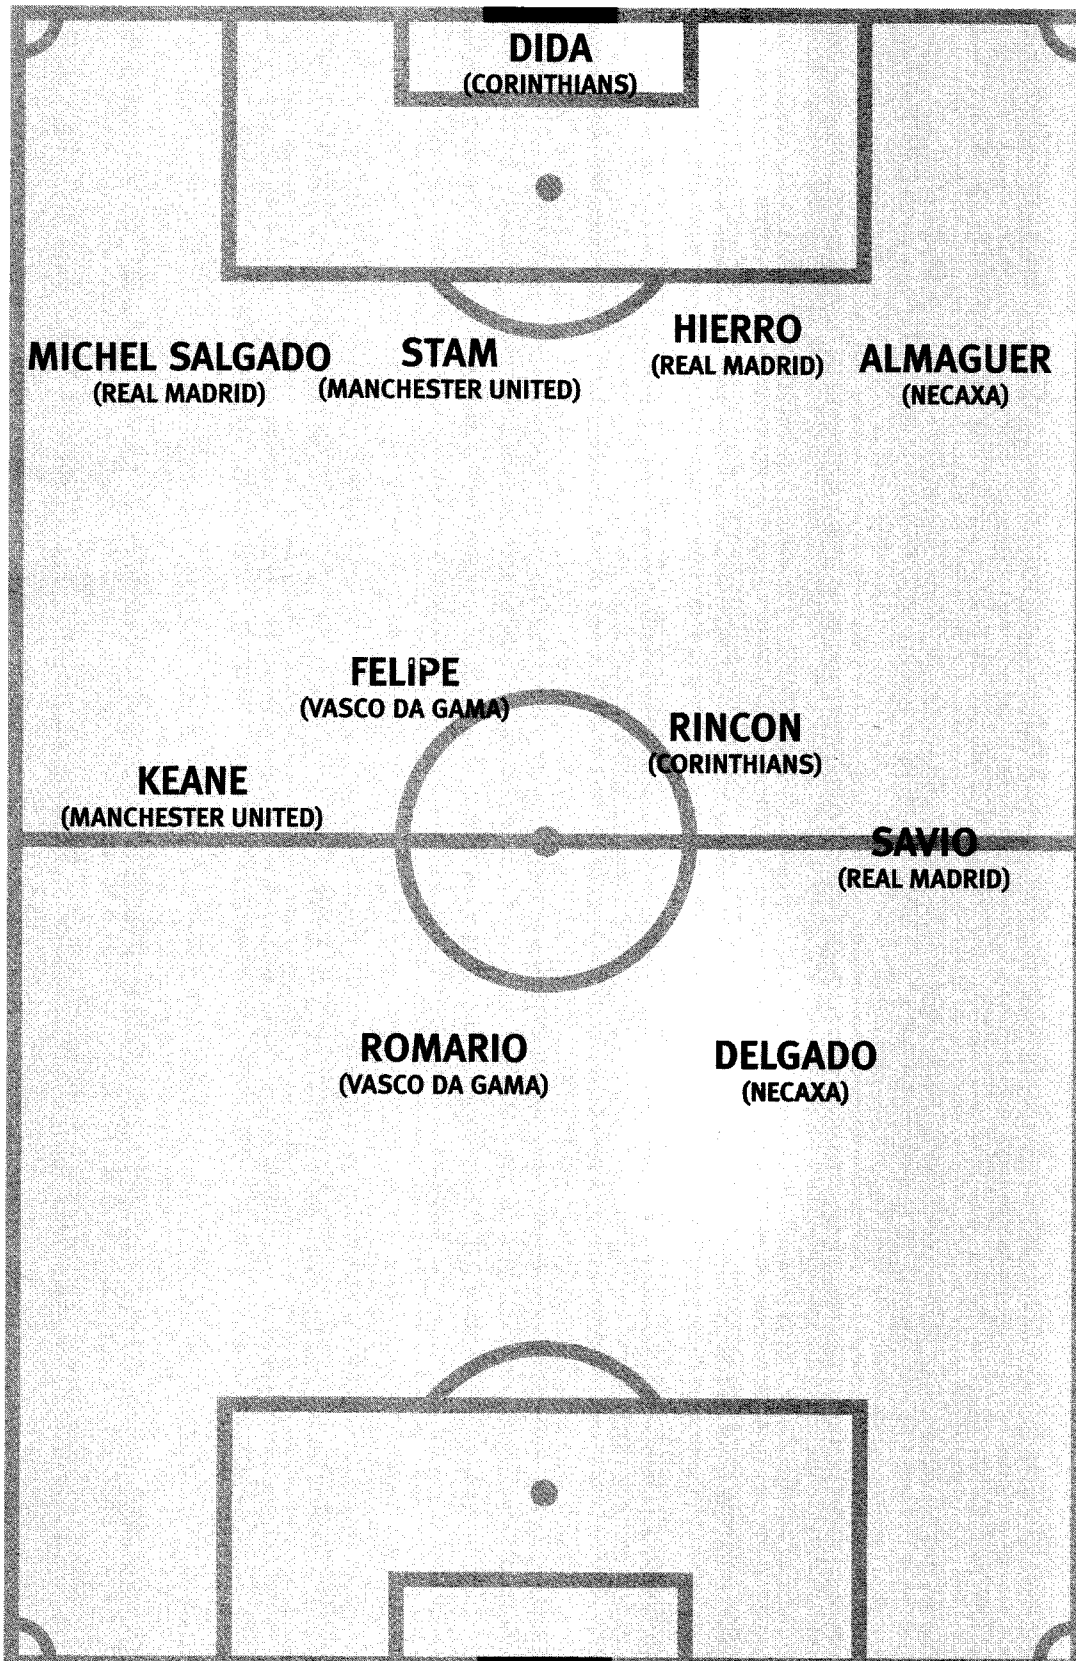 DIDA
(CORINTHIANS)
MICHEL SALGADO
(REAL MADRID)
STAM
(MANCHESTER UNITED)
HIERRO
(REAL MADRID)
ALMAGUER
(NECAXA)
FELIPE
(VASCO DA GAMA)
RINCON
(CORINTHIANS)
KEANE
(MANCHESTER UNITED)
SAVIO
(REAL MADRID)
ROMARIO
(VASCO DA GAMA)
DELGADO
(NECAXA)